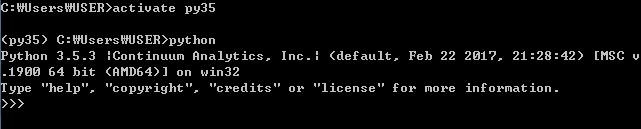 C:₩Users₩USER>activate py35
(py35) C:₩Users₩USER>python
Python 3.5.3 |Continuum Analytics, Inc.| (default, Feb 22 2017, 21:28:42) [MSC v
.1900 64 bit (AMD64)] on win32
Type "help", "copyright", "credits" or "license" for more information.
>>>